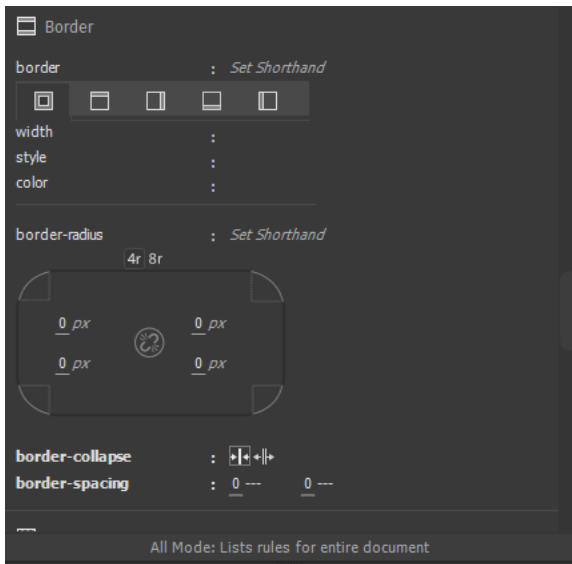 Border
border : Set Shorthand
width :
style :
color :
border-radius : Set Shorthand
4r 8r
0 px 0 px
0 px 0 px
border-collapse :
border-spacing : 0 --- 0 ---
All Mode: Lists rules for entire document